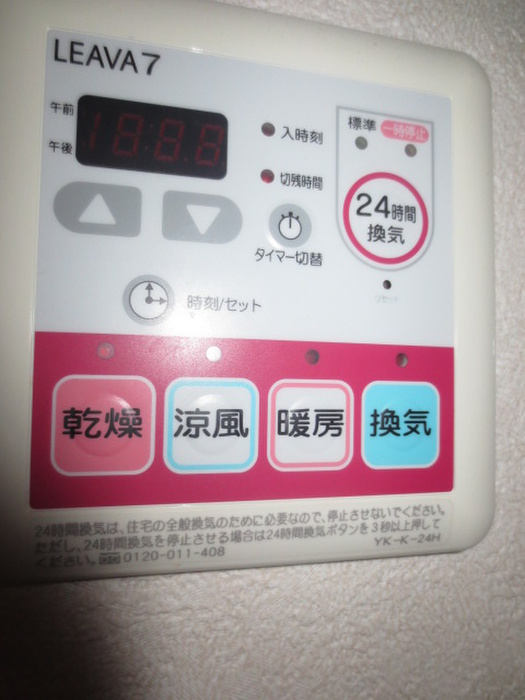 LEAVA7
午前
午後
18:88
入時刻
切残時間
標準
一時停止
24時間
換気
タイマー切替
リセット
時刻/セット
乾燥
涼風
暖房
換気
24時間換気は、住宅の全般換気のために必要なので、停止させないでください。
ただし、24時間換気を停止させる場合は24時間換気ボタンを3秒以上押して
ください。 0120-011-408
YK-K-24H